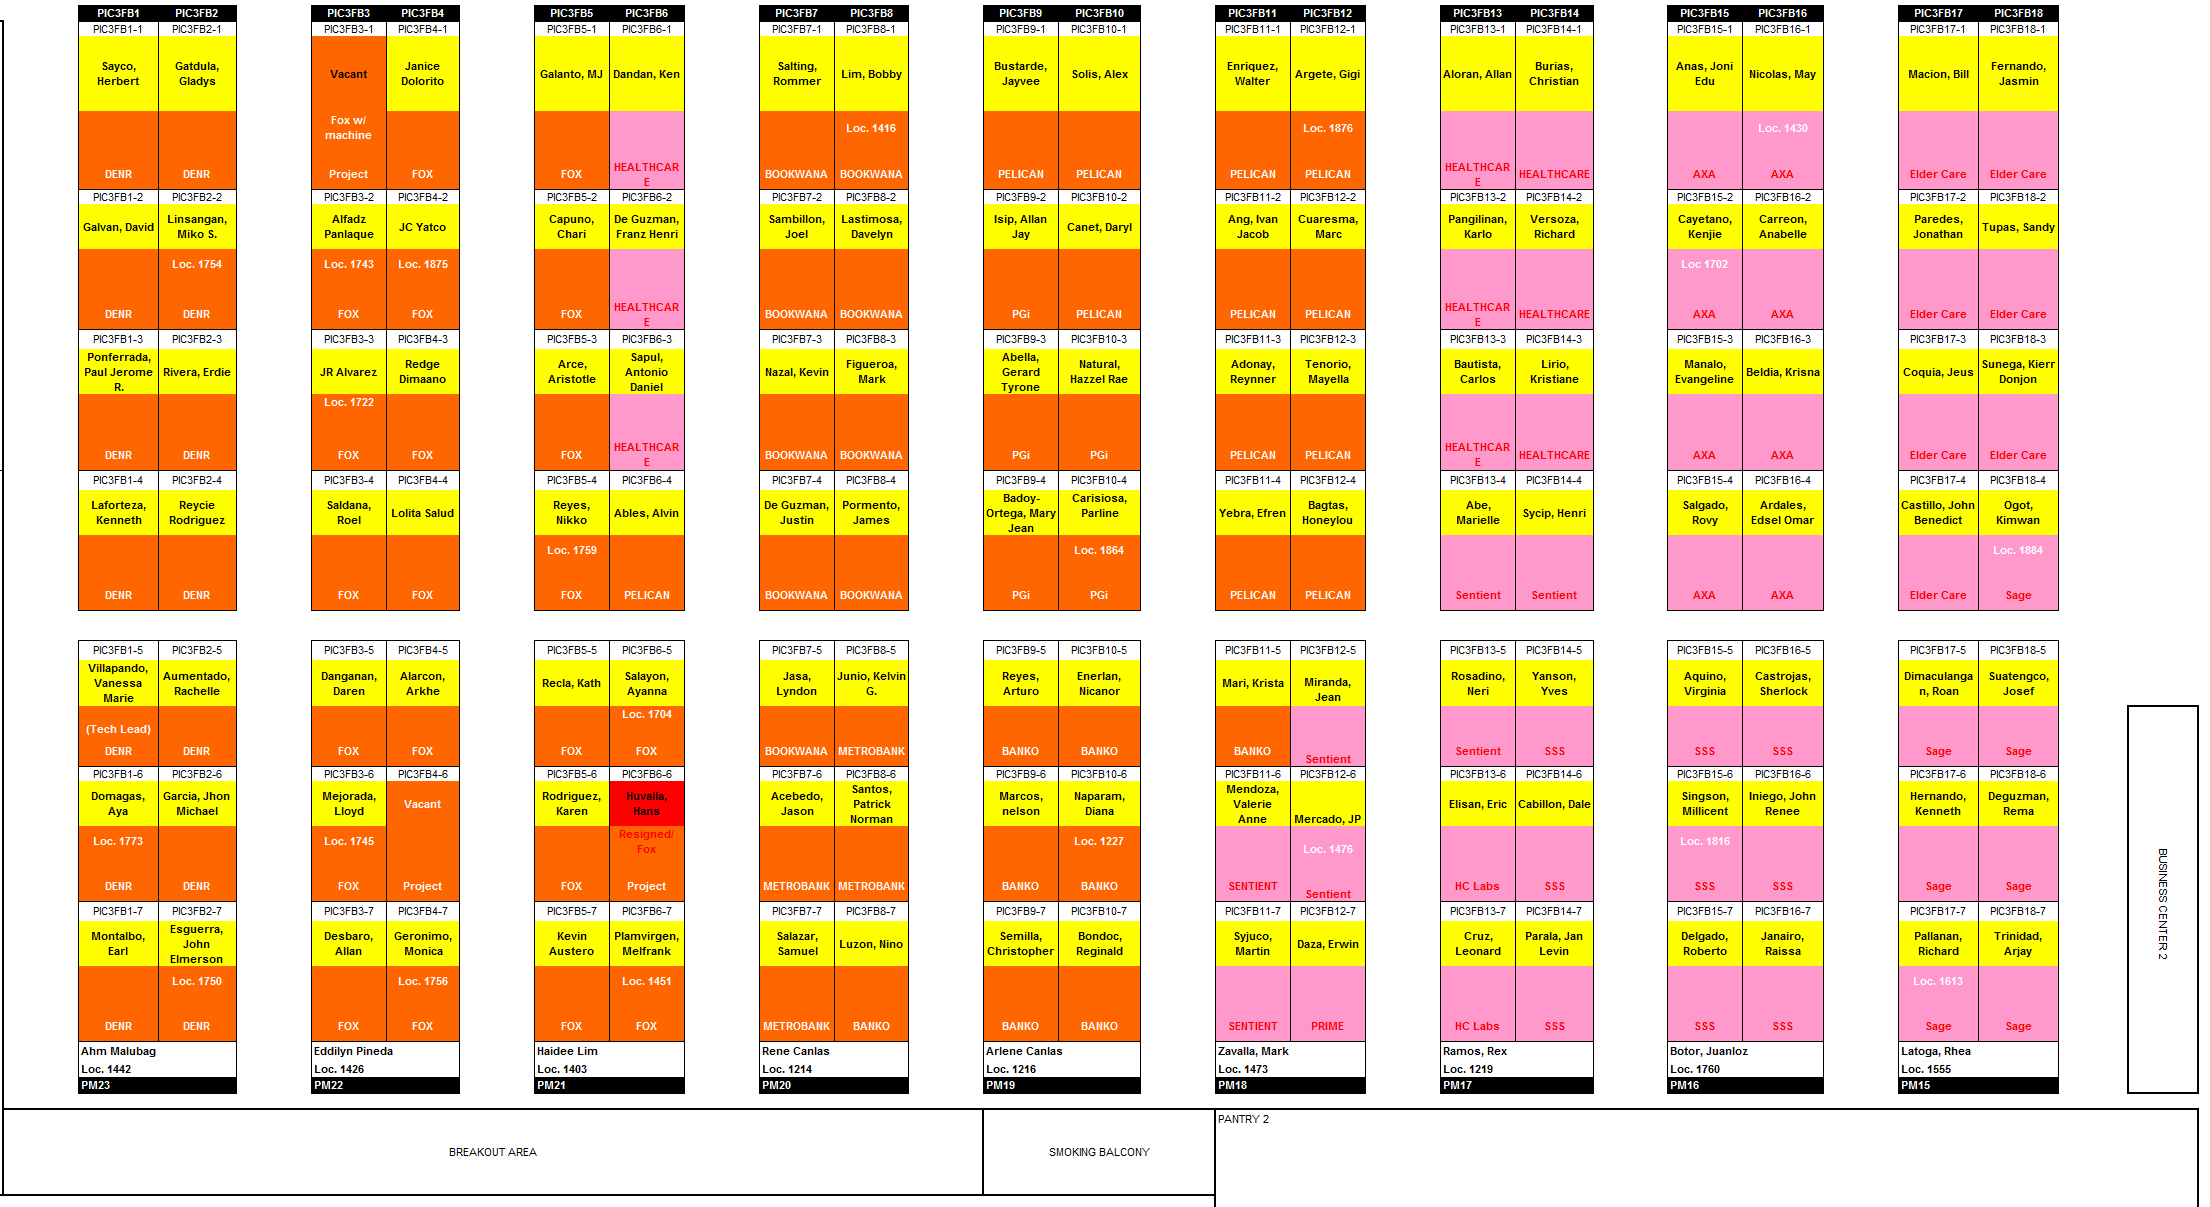 PIC3FB1 PIC3FB2 PIC3FB3 PIC3FB4 PIC3FB5 PIC3FB6 PIC3FB7 PIC3FB8 PIC3FB9 PIC3FB10 PIC3FB11 PIC3FB12 PIC3FB13 PIC3FB14 PIC3FB15 PIC3FB16 PIC3FB17 PIC3FB18
PIC3FB1-1 PIC3FB2-1 PIC3FB3-1 PIC3FB4-1 PIC3FB5-1 PIC3FB6-1 PIC3FB7-1 PIC3FB8-1 PIC3FB9-1 PIC3FB10-1 PIC3FB11-1 PIC3FB12-1 PIC3FB13-1 PIC3FB14-1 PIC3FB15-1 PIC3FB16-1 PIC3FB17-1 PIC3FB18-1
Sayco, Herbert Gatdula, Gladys Vacant Janice Dolorito Galanto, MJ Dandan, Ken Salting, Rommer Lim, Bobby Bustarde, Jayvee Solis, Alex Enriquez, Walter Argete, Gigi Aloran, Allan Burias, Christian Anas, Joni Edu Nicolas, May Macion, Bill Fernando, Jasmin
Fox w/ machine Loc. 1416 Loc. 1876 Loc. 1430
DENR DENR Project FOX FOX HEALTHCARE BOOKWANA BOOKWANA PELICAN PELICAN PELICAN PELICAN HEALTHCARE HEALTHCARE AXA AXA Elder Care Elder Care
PIC3FB1-2 PIC3FB2-2 PIC3FB3-2 PIC3FB4-2 PIC3FB5-2 PIC3FB6-2 PIC3FB7-2 PIC3FB8-2 PIC3FB9-2 PIC3FB10-2 PIC3FB11-2 PIC3FB12-2 PIC3FB13-2 PIC3FB14-2 PIC3FB15-2 PIC3FB16-2 PIC3FB17-2 PIC3FB18-2
Galvan, David Linsangan, Miko S. Alfadz Panlaque JC Yatco Capuno, Chari De Guzman, Franz Henri Sambillon, Joel Lastimosa, Davelyn Isip, Allan Jay Canet, Daryl Ang, Ivan Jacob Cuaresma, Marc Pangilinan, Karlo Versoza, Richard Cayetano, Kenjie Carreon, Anabelle Paredes, Jonathan Tupas, Sandy
Loc. 1754 Loc. 1743 Loc. 1875 Loc 1702
DENR DENR FOX FOX FOX HEALTHCARE BOOKWANA BOOKWANA PGi PELICAN PELICAN PELICAN HEALTHCARE HEALTHCARE AXA AXA Elder Care Elder Care
PIC3FB1-3 PIC3FB2-3 PIC3FB3-3 PIC3FB4-3 PIC3FB5-3 PIC3FB6-3 PIC3FB7-3 PIC3FB8-3 PIC3FB9-3 PIC3FB10-3 PIC3FB11-3 PIC3FB12-3 PIC3FB13-3 PIC3FB14-3 PIC3FB15-3 PIC3FB16-3 PIC3FB17-3 PIC3FB18-3
Ponferrada, Paul Jerome R. Rivera, Erdie JR Alvarez Redge Dimaano Arce, Aristotle Sapul, Antonio Daniel Nazal, Kevin Figueroa, Mark Abella, Gerard Tyrone Natural, Hazzel Rae Adonay, Reynner Tenorio, Mayella Bautista, Carlos Lirio, Kristiane Manalo, Evangeline Beldia, Krisna Coquia, Jeus Sunega, Kierr Donjon
Loc. 1722
DENR DENR FOX FOX FOX HEALTHCARE BOOKWANA BOOKWANA PGi PGi PELICAN PELICAN HEALTHCARE HEALTHCARE AXA AXA Elder Care Elder Care
PIC3FB1-4 PIC3FB2-4 PIC3FB3-4 PIC3FB4-4 PIC3FB5-4 PIC3FB6-4 PIC3FB7-4 PIC3FB8-4 PIC3FB9-4 PIC3FB10-4 PIC3FB11-4 PIC3FB12-4 PIC3FB13-4 PIC3FB14-4 PIC3FB15-4 PIC3FB16-4 PIC3FB17-4 PIC3FB18-4
Laforteza, Kenneth Reycie Rodriguez Saldana, Roel Lolita Salud Reyes, Nikko Ables, Alvin De Guzman, Justin Pormento, James Badoy-Ortega, Mary Jean Carisiosa, Parline Yebra, Efren Bagtas, Honeylou Abe, Marielle Sycip, Henri Salgado, Rovy Ardales, Edsel Omar Castillo, John Benedict Ogot, Kimwan
Loc. 1759 Loc. 1864 Loc. 1884
DENR DENR FOX FOX FOX PELICAN BOOKWANA BOOKWANA PGi PGi PELICAN PELICAN Sentient Sentient AXA AXA Elder Care Sage
PIC3FB1-5 PIC3FB2-5 PIC3FB3-5 PIC3FB4-5 PIC3FB5-5 PIC3FB6-5 PIC3FB7-5 PIC3FB8-5 PIC3FB9-5 PIC3FB10-5 PIC3FB11-5 PIC3FB12-5 PIC3FB13-5 PIC3FB14-5 PIC3FB15-5 PIC3FB16-5 PIC3FB17-5 PIC3FB18-5
Villapando, Vanessa Marie Aumentado, Rachelle Danganan, Daren Alarcon, Arkhe Recla, Kath Salayon, Ayanna Jasa, Lyndon Junio, Kelvin G. Reyes, Arturo Enerlan, Nicanor Mari, Krista Miranda, Jean Rosadino, Neri Yanson, Yves Aquino, Virginia Castrojas, Sherlock Dimaculangan, Roan Suatengco, Josef
(Tech Lead) Loc. 1704
DENR DENR FOX FOX FOX FOX BOOKWANA METROBANK BANKO BANKO BANKO Sentient Sentient SSS SSS SSS Sage Sage
PIC3FB1-6 PIC3FB2-6 PIC3FB3-6 PIC3FB4-6 PIC3FB5-6 PIC3FB6-6 PIC3FB7-6 PIC3FB8-6 PIC3FB9-6 PIC3FB10-6 PIC3FB11-6 PIC3FB12-6 PIC3FB13-6 PIC3FB14-6 PIC3FB15-6 PIC3FB16-6 PIC3FB17-6 PIC3FB18-6
Domagas, Aya Garcia, Jhon Michael Mejorada, Lloyd Vacant Rodriguez, Karen Huvalla, Hans Acebedo, Jason Santos, Patrick Norman Marcos, nelson Naparam, Diana Mendoza, Valerie Anne Mercado, JP Elisan, Eric Cabillon, Dale Singson, Millicent Iniego, John Renee Hernando, Kenneth Deguzman, Rema
Loc. 1773 Loc. 1745 Resigned/ Fox Loc. 1227 Loc. 1476 Loc. 1816
DENR DENR FOX Project FOX Project METROBANK METROBANK BANKO BANKO SENTIENT Sentient HC Labs SSS SSS SSS Sage Sage
PIC3FB1-7 PIC3FB2-7 PIC3FB3-7 PIC3FB4-7 PIC3FB5-7 PIC3FB6-7 PIC3FB7-7 PIC3FB8-7 PIC3FB9-7 PIC3FB10-7 PIC3FB11-7 PIC3FB12-7 PIC3FB13-7 PIC3FB14-7 PIC3FB15-7 PIC3FB16-7 PIC3FB17-7 PIC3FB18-7
Montalbo, Earl Esguerra, John Elmerson Desbaro, Allan Geronimo, Monica Kevin Austero Plamvirgen, Melfrank Salazar, Samuel Luzon, Nino Semilla, Christopher Bondoc, Reginald Syjuco, Martin Daza, Erwin Cruz, Leonard Parala, Jan Levin Delgado, Roberto Janairo, Raissa Pallanan, Richard Trinidad, Arjay
Loc. 1750 Loc. 1756 Loc. 1451 Loc. 1613
DENR DENR FOX FOX FOX FOX METROBANK BANKO BANKO BANKO SENTIENT PRIME HC Labs SSS SSS SSS Sage Sage
Ahm Malubag Eddilyn Pineda Haidee Lim Rene Canlas Arlene Canlas Zavalla, Mark Ramos, Rex Botor, Juanloz Latoga, Rhea
Loc. 1442 Loc. 1426 Loc. 1403 Loc. 1214 Loc. 1216 Loc. 1473 Loc. 1219 Loc. 1760 Loc. 1555
PM23 PM22 PM21 PM20 PM19 PM18 PM17 PM16 PM15
BUSINESS CENTER 2
BREAKOUT AREA SMOKING BALCONY PANTRY 2